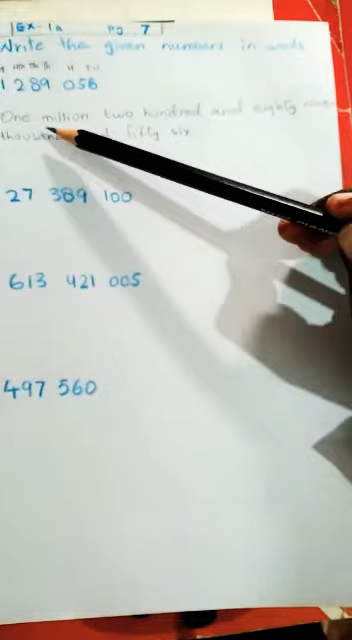 Ex - 1a pg 7
Write the given numbers in words
1 289 056
One million two hundred and eighty nine
fifty six
27 389 100
613 421 005
497 560